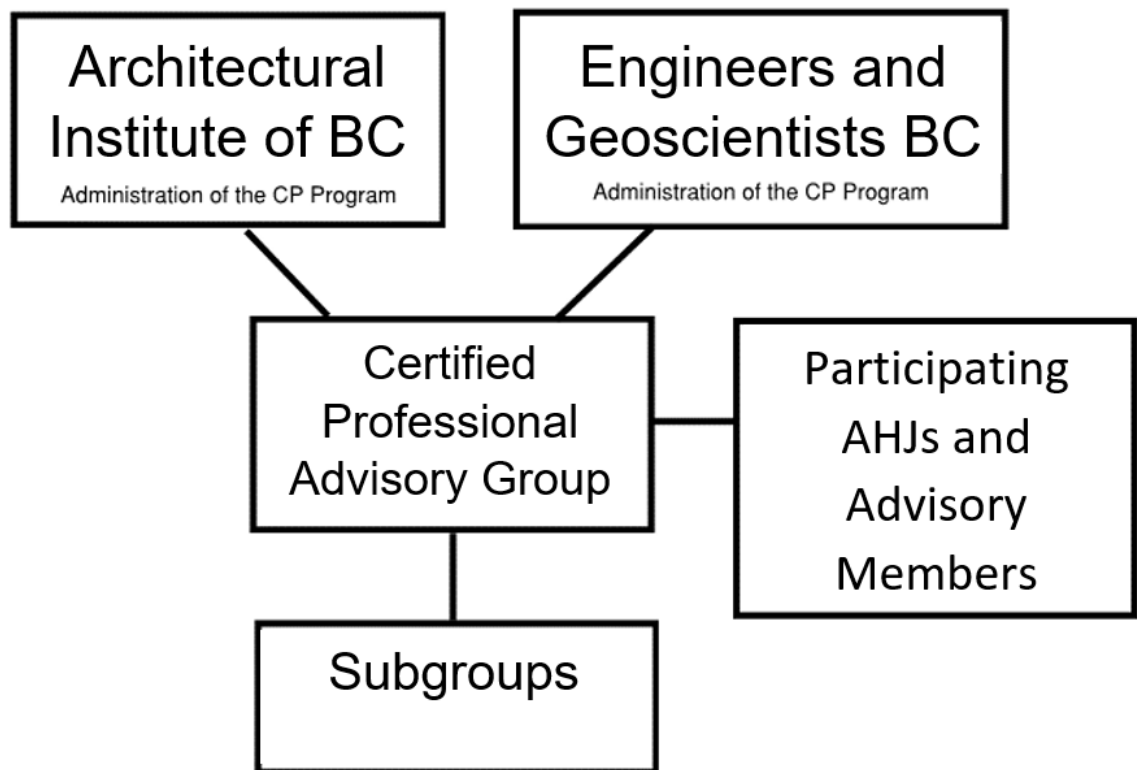 Architectural
Institute of BC
Administration of the CP Program
Engineers and
Geoscientists BC
Administration of the CP Program
Certified
Professional
Advisory Group
Participating
AHJs and
Advisory
Members
Subgroups